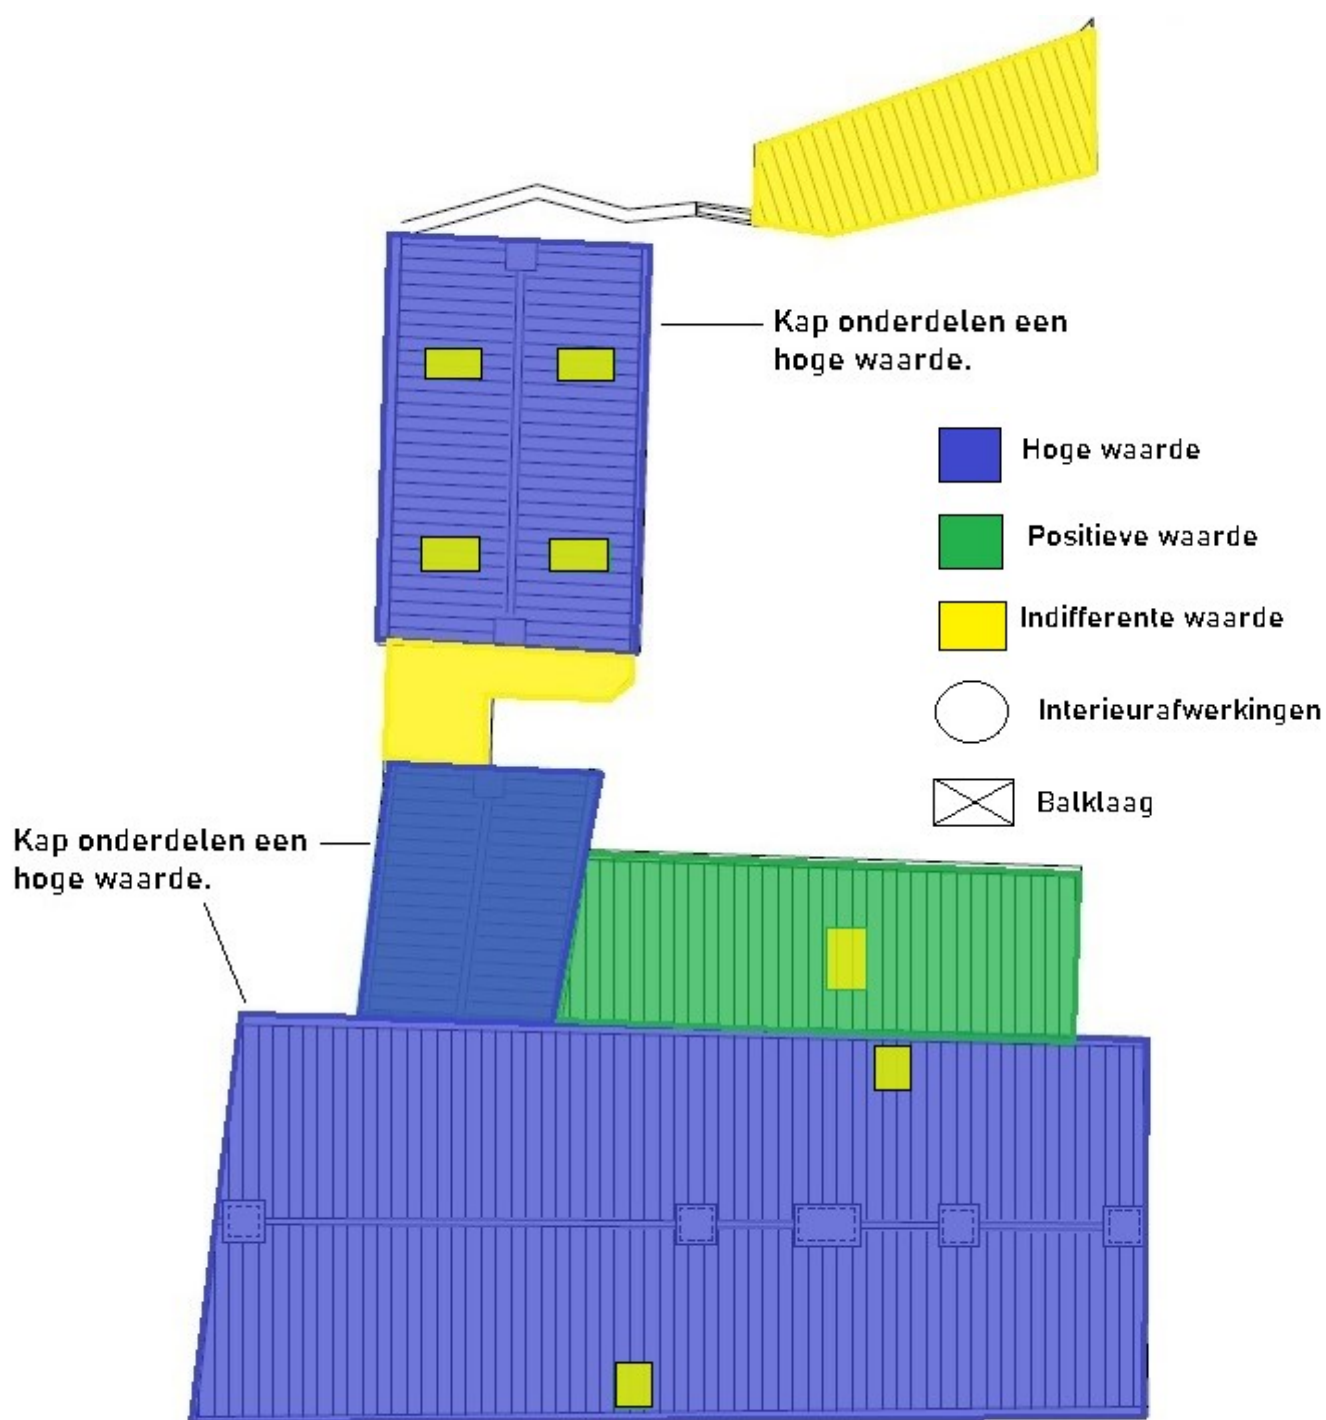 Kap onderdelen een
hoge waarde.
Hoge waarde
Positieve waarde
Indifferente waarde
Interieurafwerkingen
Balklaag
Kap onderdelen een
hoge waarde.